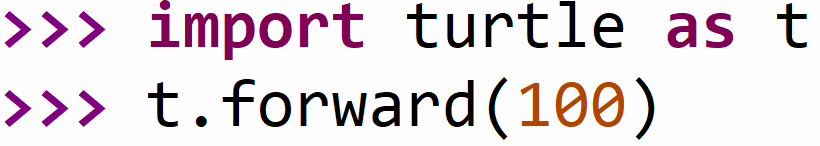 >>> import turtle as t
>>> t.forward(100)